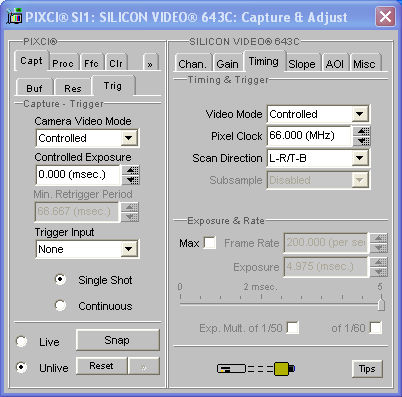 PIXCI® SI1: SILICON VIDEO® 643C: Capture & Adjust
PIXCI®
Capt Proc Ffc Clr »
Buf Res Trig
Capture - Trigger
Camera Video Mode
Controlled
Controlled Exposure
0.000 (msec.)
Min. Retrigger Period
66.667 (msec.)
Trigger Input
None
Single Shot
Continuous
Live
Snap
Unlive
Reset
»
SILICON VIDEO® 643C
Chan. Gain Timing Slope AOI Misc
Timing & Trigger
Video Mode Controlled
Pixel Clock 66.000 (MHz)
Scan Direction L-R/T-B
Subsample Disabled
Exposure & Rate
Max Frame Rate 200.000 (per se
Exposure 4.975 (msec.)
0 2 msec. 5
Exp. Mult. of 1/50 of 1/60
Tips